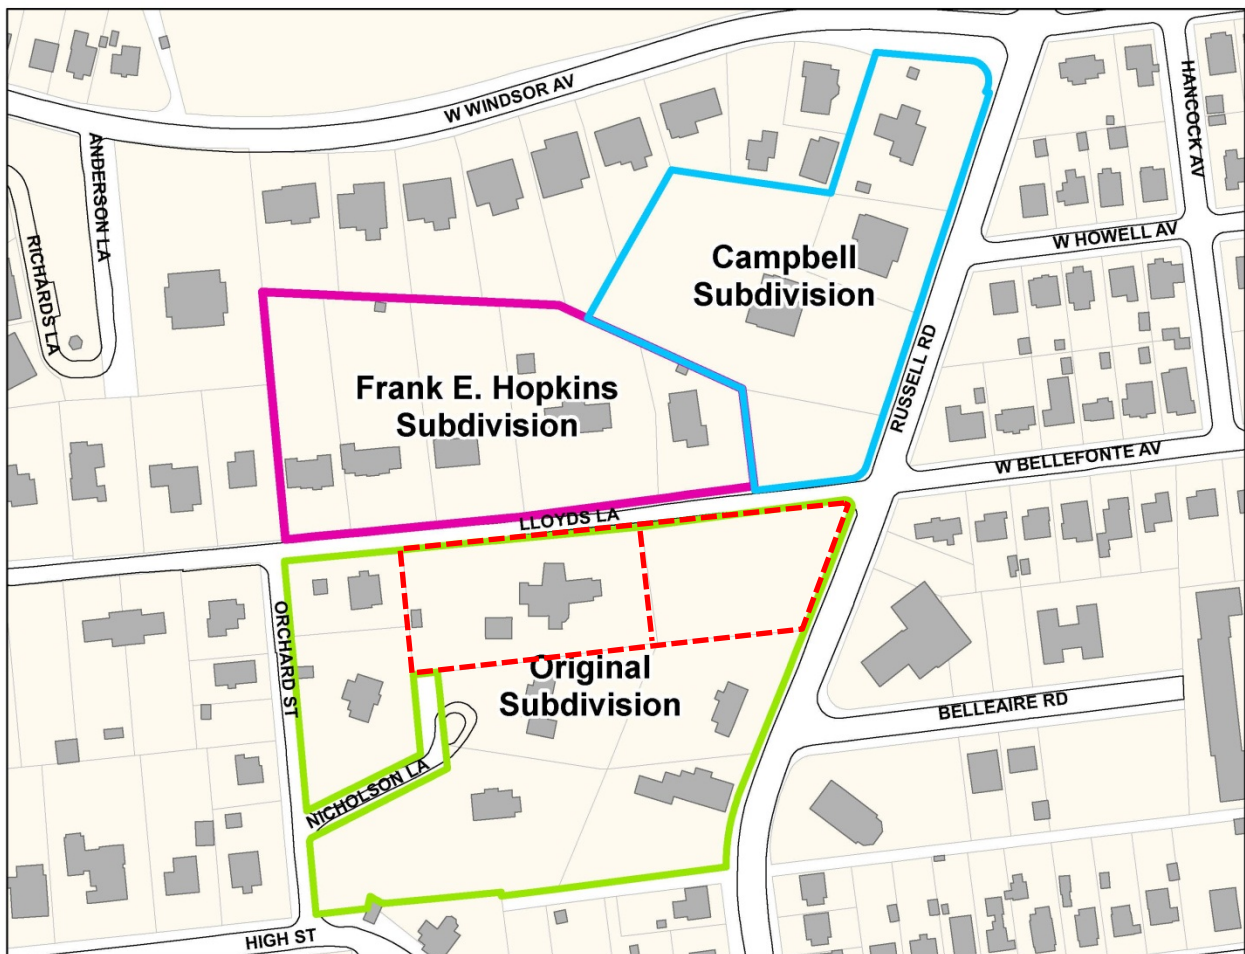 W WINDSOR AV
HANCOCK AV
ANDERSON LA
RICHARDS LA
W HOWELL AV
Campbell
Subdivision
RUSSELL RD
Frank E. Hopkins
Subdivision
W BELLEFONTE AV
LLOYDS LA
ORCHARD ST
Original
Subdivision
BELLEAIRE RD
NICHOLSON LA
HIGH ST